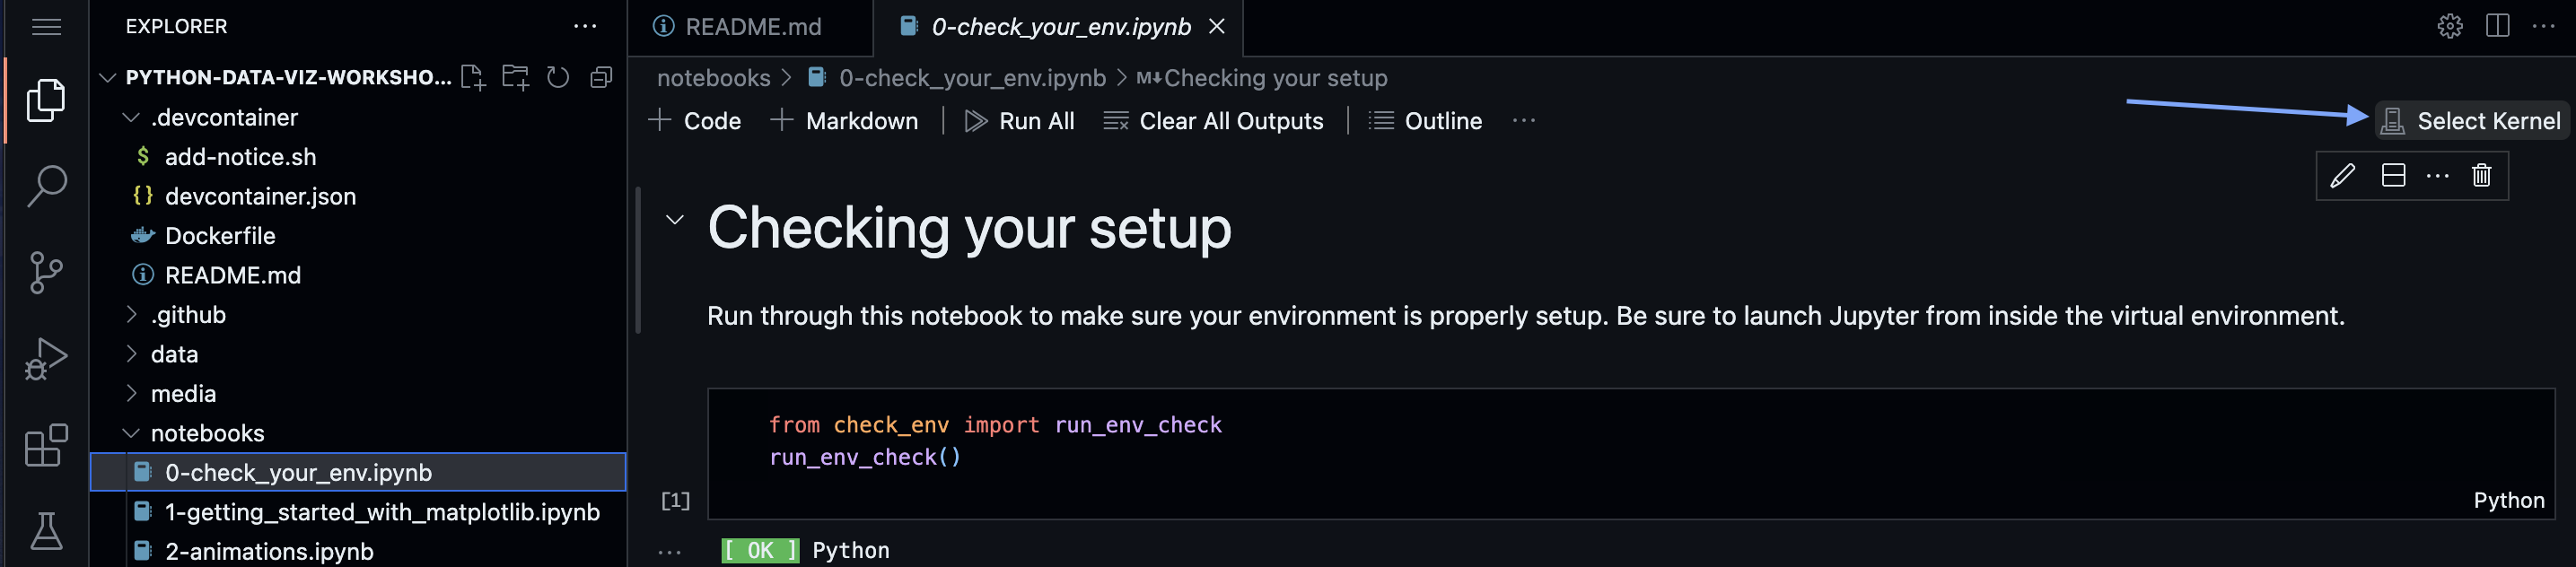 EXPLORER
PYTHON-DATA-VIZ-WORKSHO...
.devcontainer
$ add-notice.sh
{} devcontainer.json
Dockerfile
README.md
.github
data
media
notebooks
0-check_your_env.ipynb
1-getting_started_with_matplotlib.ipynb
2-animations.ipynb
README.md
0-check_your_env.ipynb
notebooks > 0-check_your_env.ipynb > M↓Checking your setup
+ Code + Markdown | Run All Clear All Outputs | Outline ...
Select Kernel
Checking your setup
Run through this notebook to make sure your environment is properly setup. Be sure to launch Jupyter from inside the virtual environment.
from check_env import run_env_check
run_env_check()
[1]
Python
[ OK ] Python